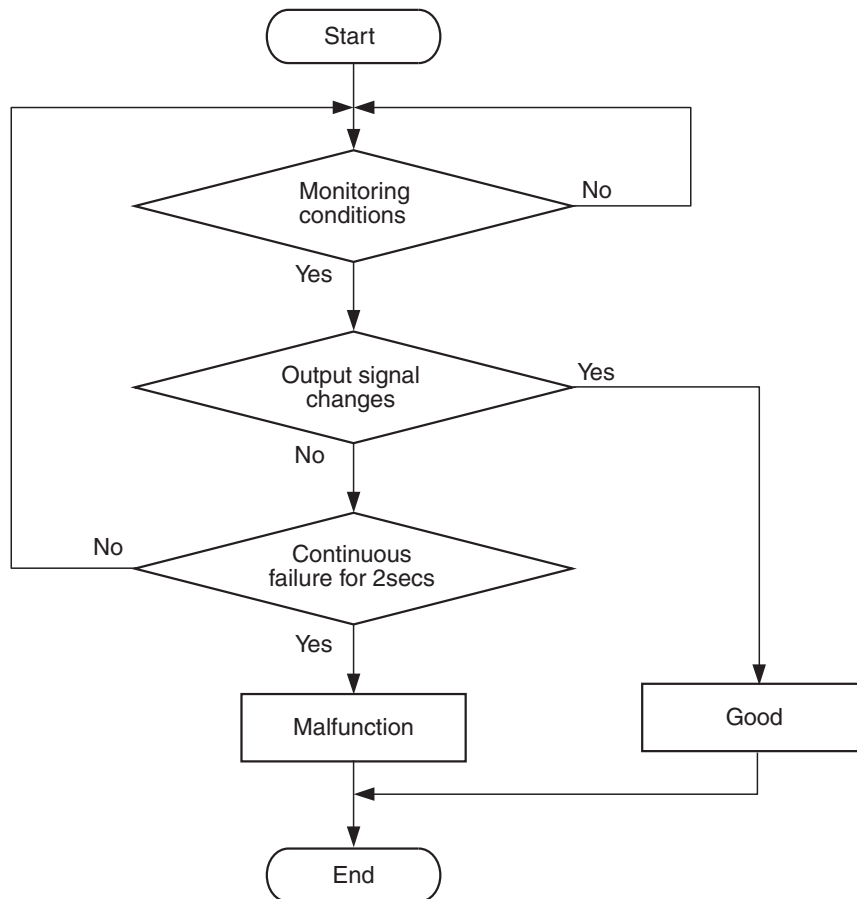 Start
Monitoring
conditions
No
Yes
Output signal
changes
Yes
No
Continuous
failure for 2secs
No
Yes
Malfunction
Good
End